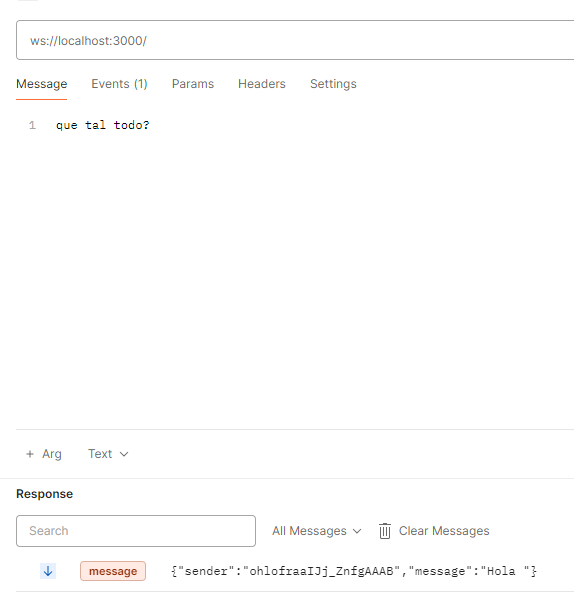 ws://localhost:3000/
Message Events (1) Params Headers Settings
1 que tal todo?
+ Arg Text
Response
Search All Messages Clear Messages
message {"sender":"ohlofraaIJj_ZnfgAAAB","message":"Hola "}